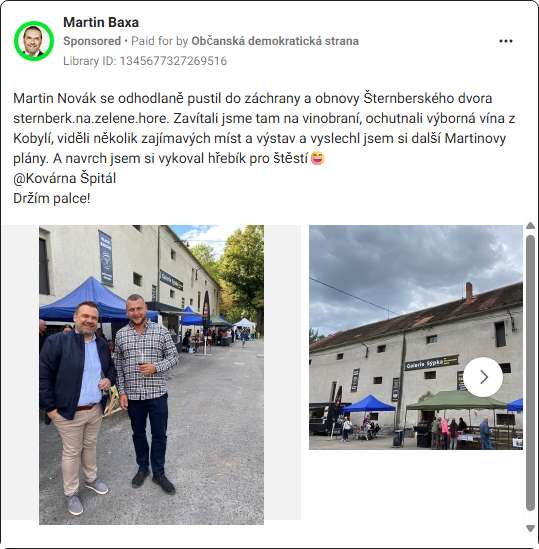 Martin Baxa
Sponsored • Paid for by Občanská demokratická strana
Library ID: 1345677327269516
Martin Novák se odhodlaně pustil do záchrany a obnovy Šternberského dvora
sternberk.na.zelene.hore. Zavítali jsme tam na vinobraní, ochutnali výborná vína z
Kobylí, viděli několik zajímavých míst a výstav a vyslechl jsem si další Martinovy
plány. A navrch jsem si vykoval hřebík pro štěstí😆
@Kovárna Špitál
Držím palce!
Galerie Sýpka
Galerie Sýpka